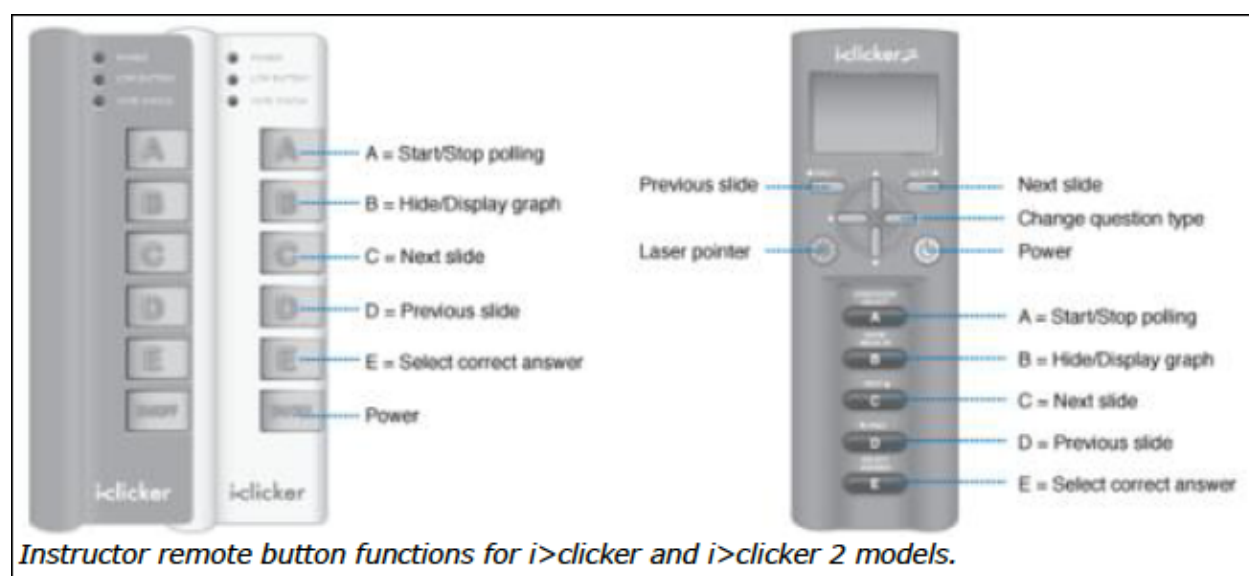 A = Start/Stop polling
B = Hide/Display graph
C = Next slide
D = Previous slide
E = Select correct answer
Power
A
B
C
D
E
A
B
C
D
E
i>clicker
i>clicker
i>clicker
Previous slide
Laser pointer
Next slide
Change question type
Power
A = Start/Stop polling
B = Hide/Display graph
C = Next slide
D = Previous slide
E = Select correct answer
A
B
C
D
E
Instructor remote button functions for i>clicker and i>clicker 2 models.